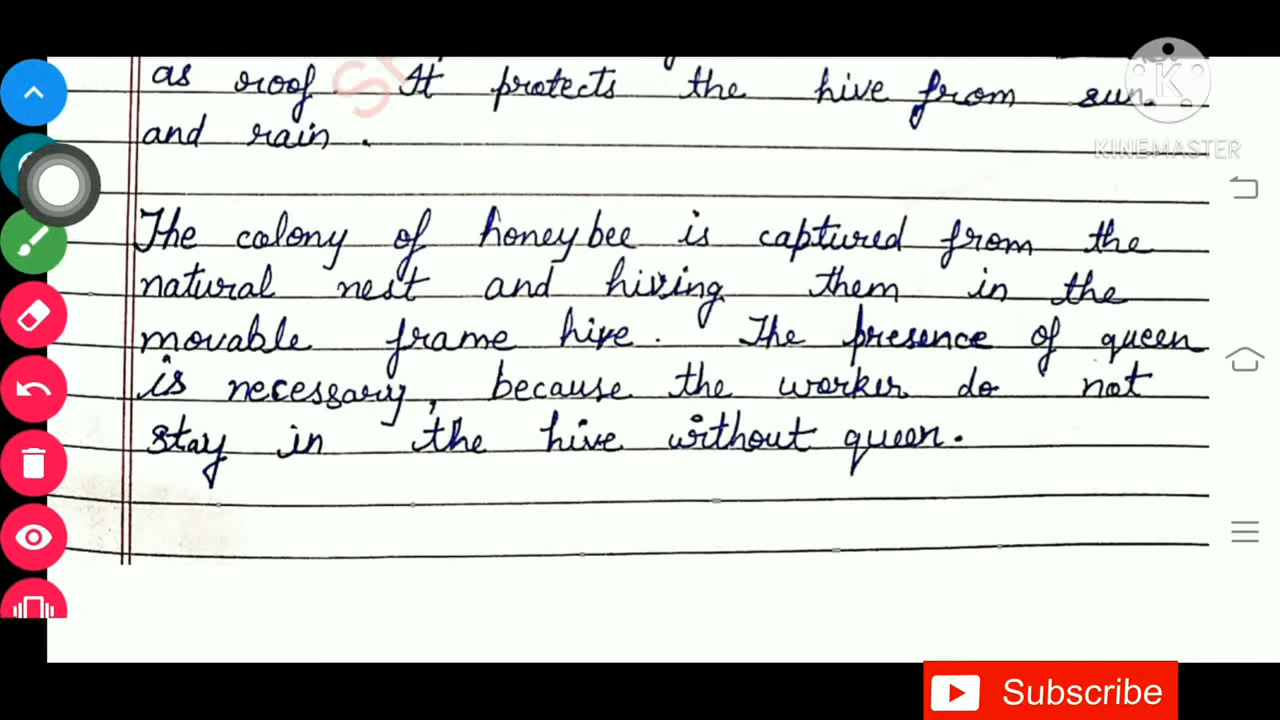 as roof. It protects the hive from sun
and rain.
The colony of honeybee is captured from the
natural nest and hiving them in the
movable frame hive. The presence of queen
is necessary, because the worker do not
stay in the hive without queen.
K
KINEMASTER
Subscribe